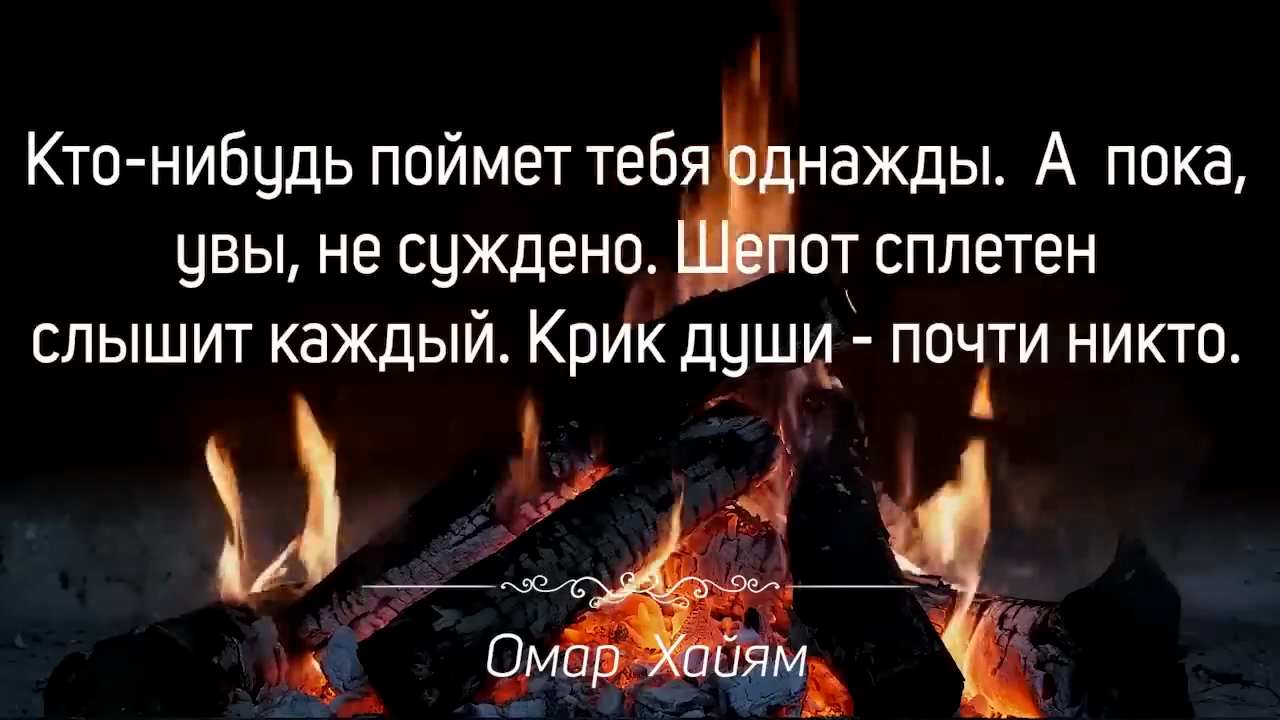 Кто-нибудь поймет тебя однажды. А пока,
увы, не суждено. Шепот сплетен
слышит каждый. Крик души - почти никто.
Омар Хайям